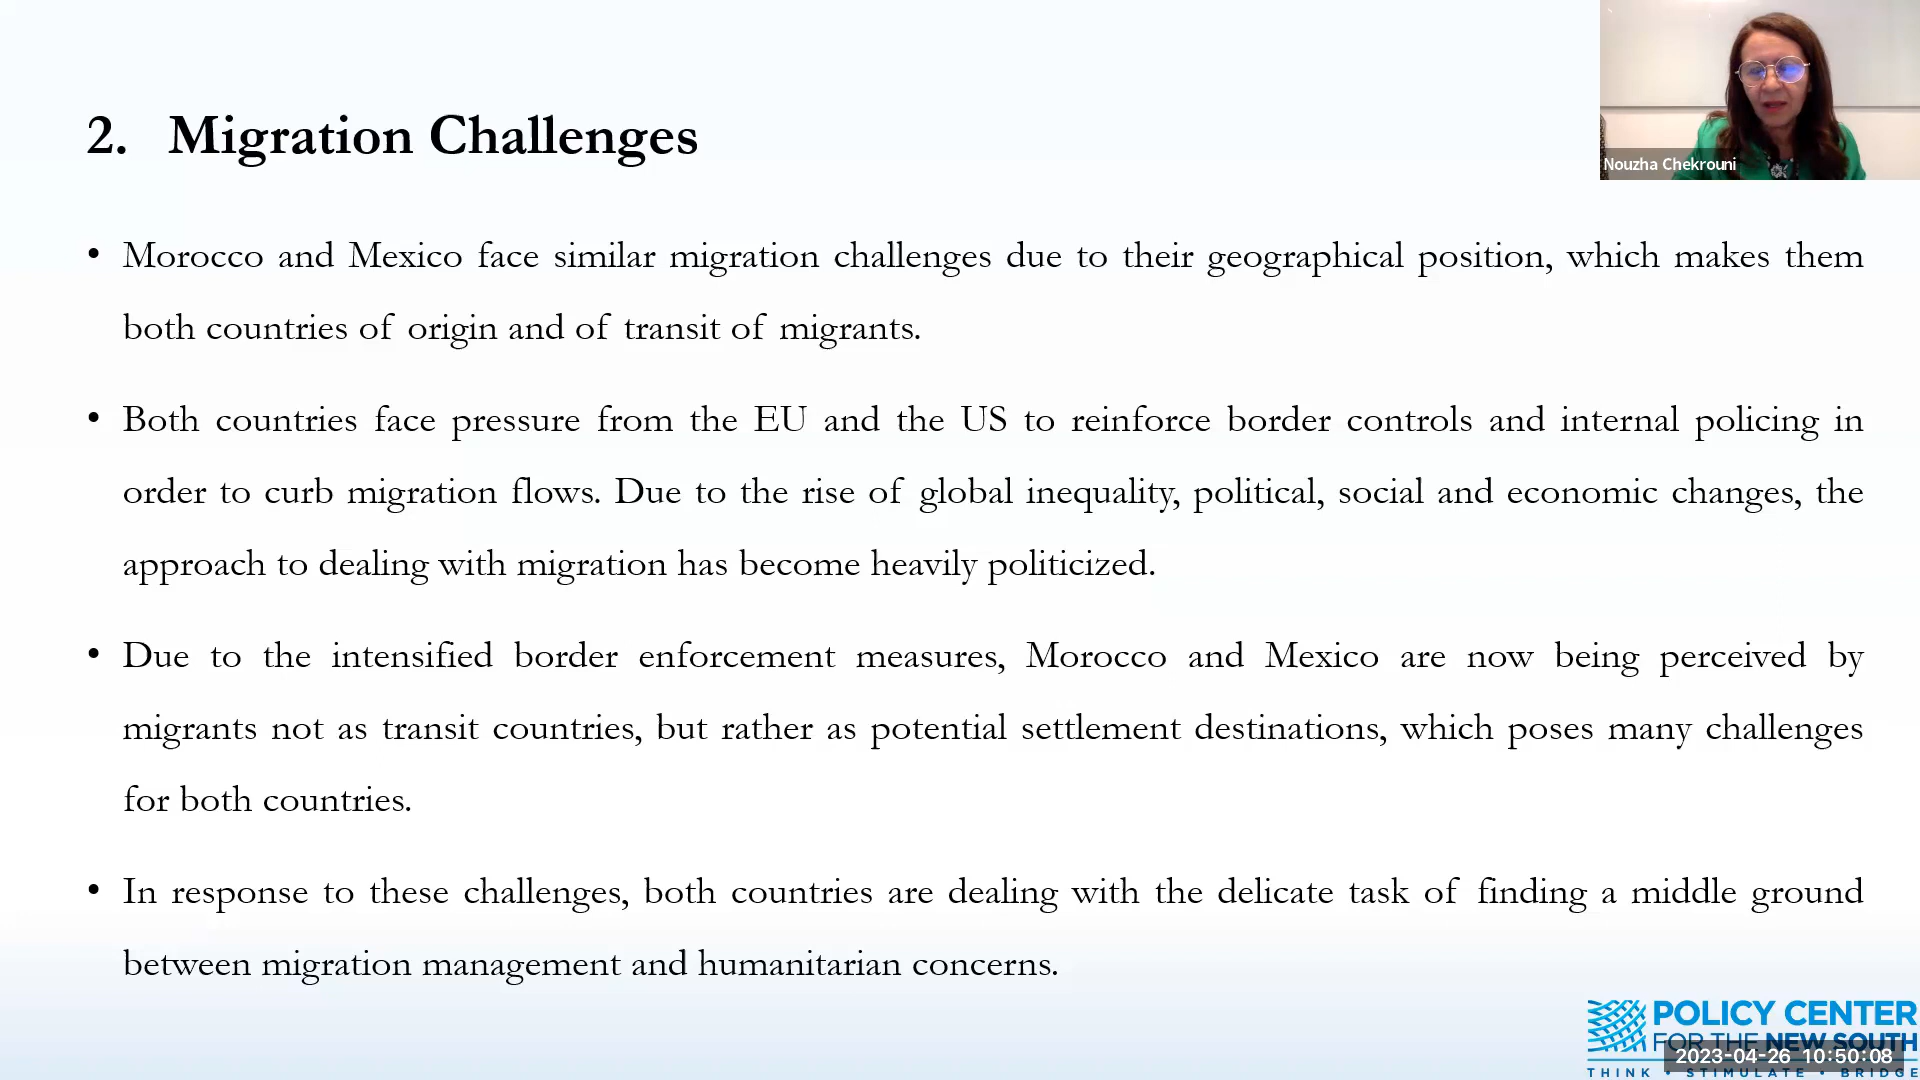 2. Migration Challenges
Nouzha Chekrouni
• Morocco and Mexico face similar migration challenges due to their geographical position, which makes them
both countries of origin and of transit of migrants.
• Both countries face pressure from the EU and the US to reinforce border controls and internal policing in
order to curb migration flows. Due to the rise of global inequality, political, social and economic changes, the
approach to dealing with migration has become heavily politicized.
• Due to the intensified border enforcement measures, Morocco and Mexico are now being perceived by
migrants not as transit countries, but rather as potential settlement destinations, which poses many challenges
for both countries.
• In response to these challenges, both countries are dealing with the delicate task of finding a middle ground
between migration management and humanitarian concerns.
POLICY CENTER
FOR THE NEW SOUTH
2023-04-26 10:50:08
THINK • STIMULATE • BRIDGE